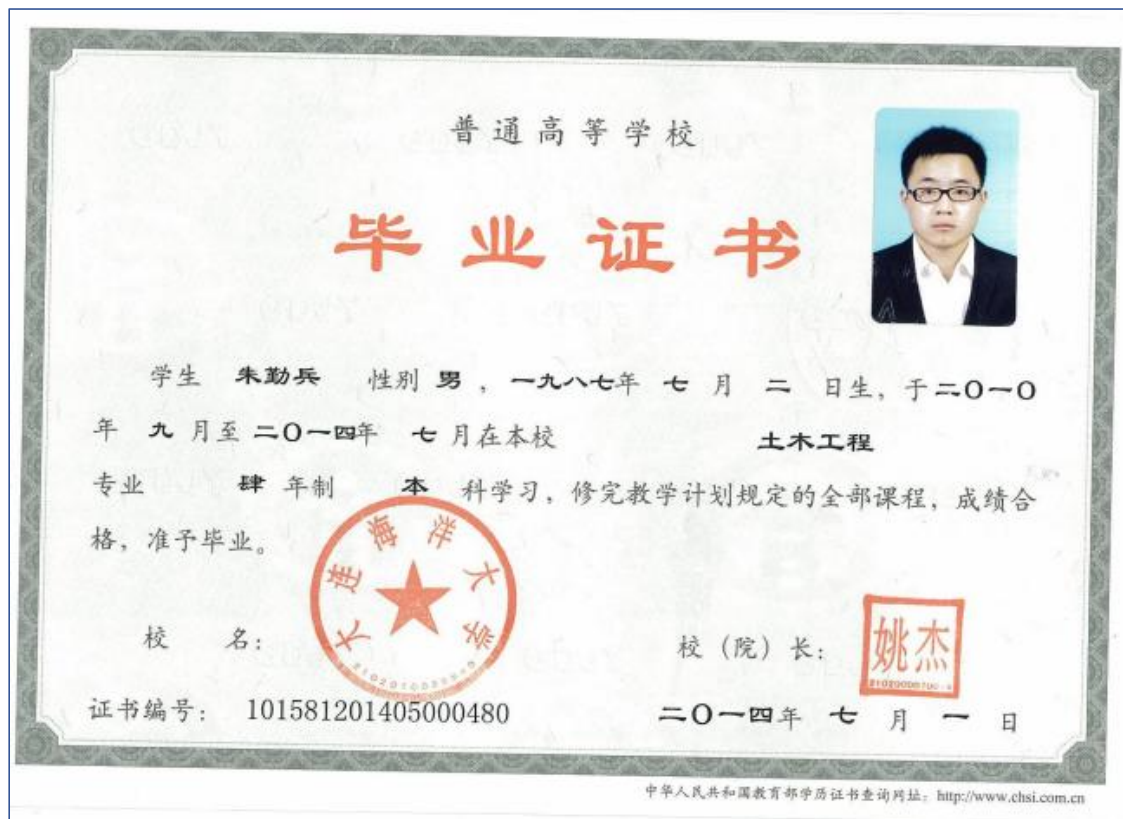 普通高等学校
毕业证书
学生 朱勤兵 性别 男 ，一九八七年 七 月 二 日生，于二〇一〇
年 九 月至 二〇一四年 七 月在本校 土木工程
专业 肆 年制 本 科学习，修完教学计划规定的全部课程，成绩合
格，准予毕业。
大连海洋大学
校 名：
校（院）长：
姚杰
证书编号： 101581201405000480
二〇一四年 七 月 一 日
中华人民共和国教育部学历证书查询网址：http://www.chsi.com.cn